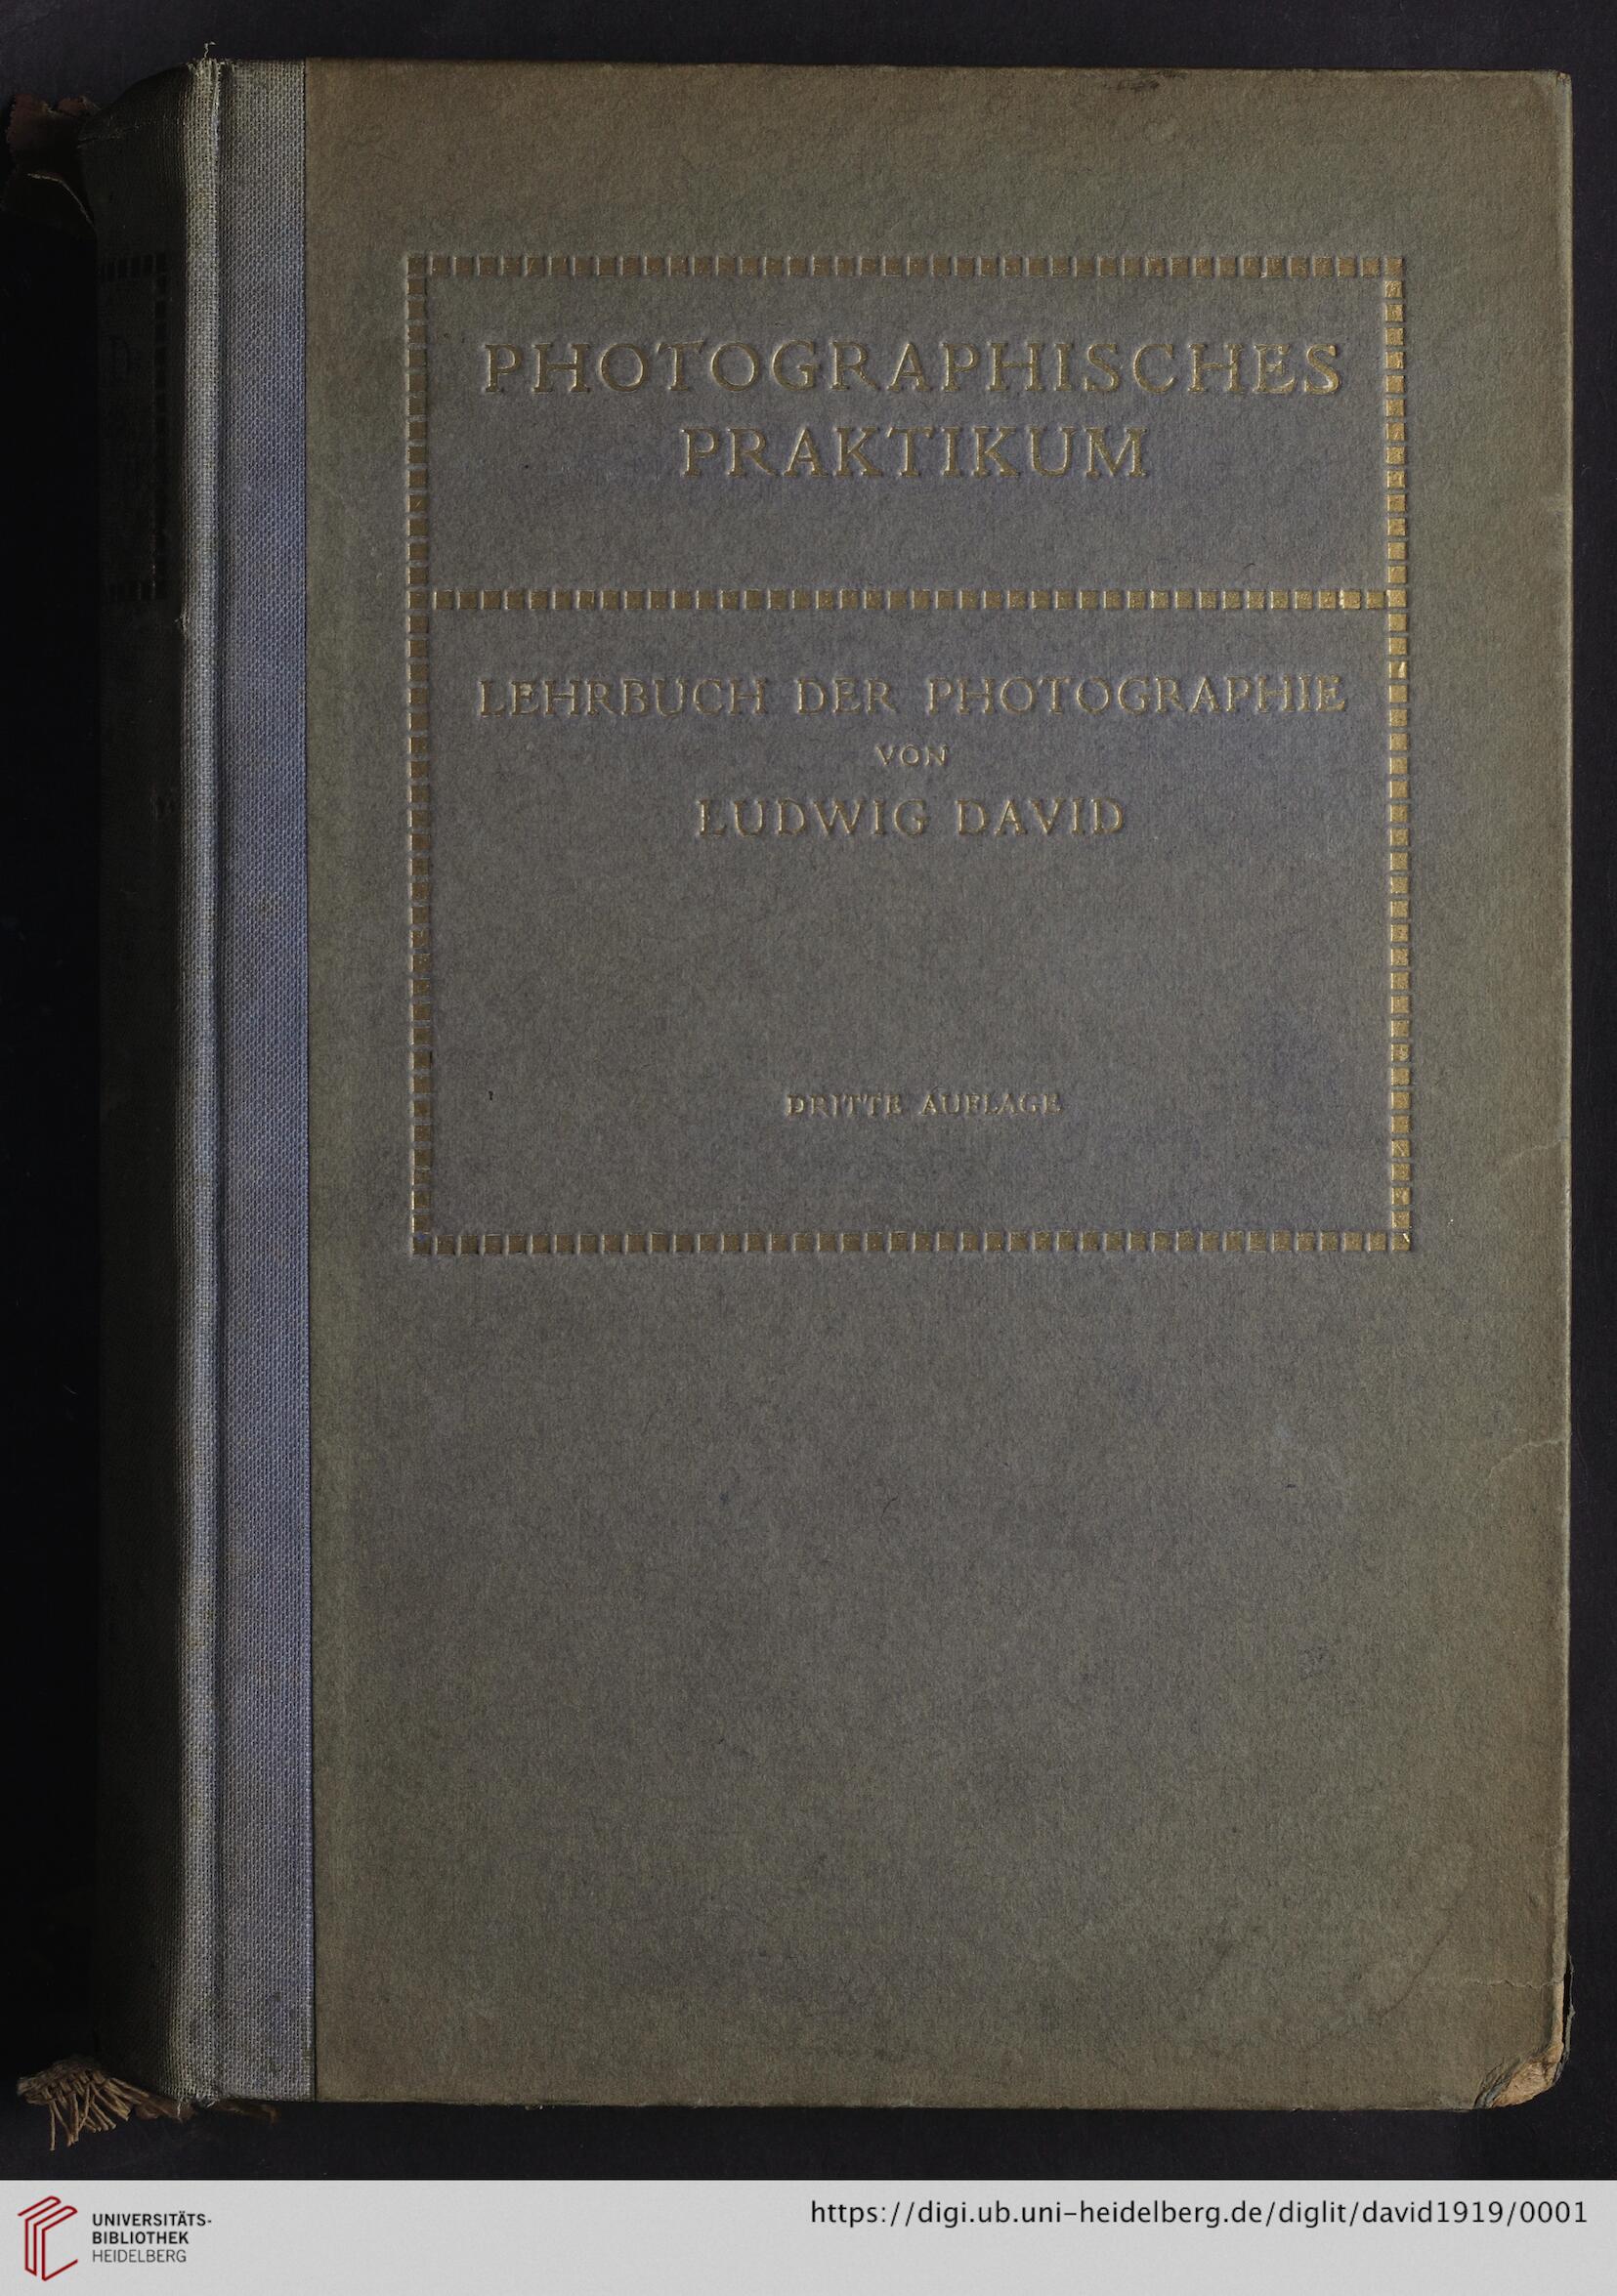 PHOTOGRAPHISCHES
PRAKTIKUM
LEHRBUCH DER PHOTOGRAPHIE
VON
LUDWIG DAVID
DRITTE AUFLAGE
UNIVERSITÄTS-
BIBLIOTHEK
HEIDELBERG
https://digi.ub.uni-heidelberg.de/diglit/david1919/0001